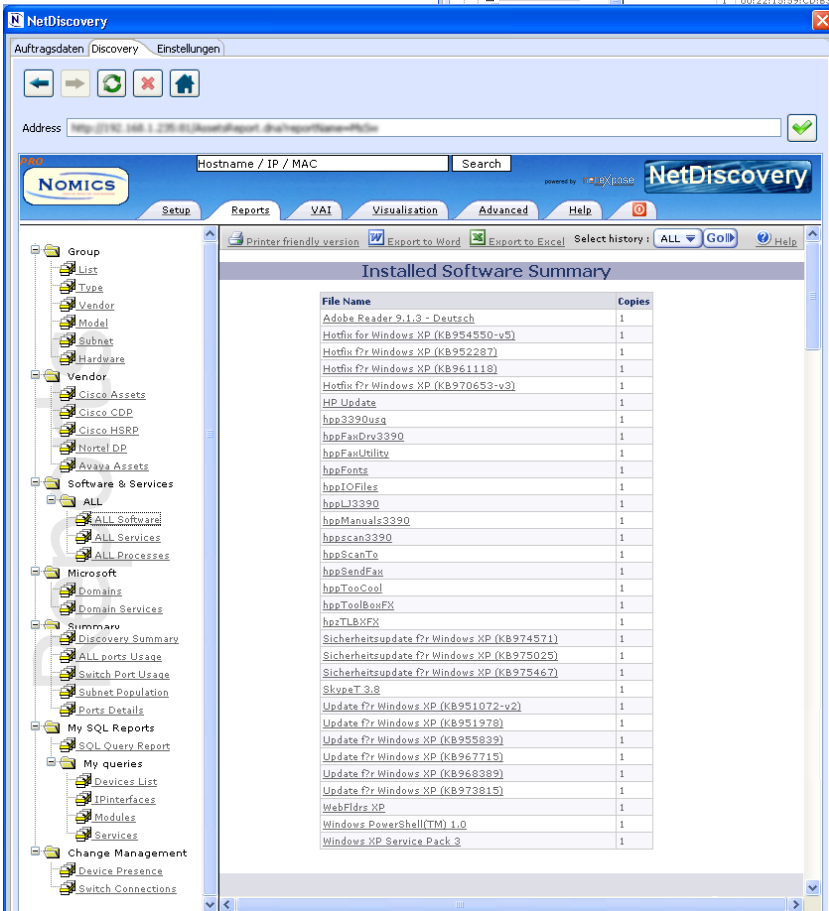 1 00:22:15:59:CD:B3
NetDiscovery
Auftragsdaten Discovery Einstellungen
Address
PRO
NOMICS
Hostname / IP / MAC Search
powered by
NetDiscovery
Setup Reports VAI Visualisation Advanced Help
Printer friendly version Export to Word Export to Excel Select history : ALL Go Help
Group
List
Type
Vendor
Model
Subnet
Hardware
Vendor
Cisco Assets
Cisco CDP
Cisco HSRP
Nortel DP
Avaya Assets
Software & Services
ALL
ALL Software
ALL Services
ALL Processes
Microsoft
Domains
Domain Services
Summary
Discovery Summary
ALL ports Usage
Switch Port Usage
Subnet Population
Ports Details
My SQL Reports
SQL Query Report
My queries
Devices List
IPinterfaces
Modules
Services
Change Management
Device Presence
Switch Connections
Reports
Installed Software Summary
File Name Copies
Adobe Reader 9.1.3 - Deutsch 1
Hotfix for Windows XP (KB954550-v5) 1
Hotfix f?r Windows XP (KB952287) 1
Hotfix f?r Windows XP (KB961118) 1
Hotfix f?r Windows XP (KB970653-v3) 1
HP Update 1
hpp3390usg 1
hppFaxDrv3390 1
hppFaxUtility 1
hppFonts 1
hppIOFiles 1
hppLJ3390 1
hppManuals3390 1
hppscan3390 1
hppScanTo 1
hppSendFax 1
hppTooCool 1
hppToolBoxFX 1
hpzTLBXFX 1
Sicherheitsupdate f?r Windows XP (KB974571) 1
Sicherheitsupdate f?r Windows XP (KB975025) 1
Sicherheitsupdate f?r Windows XP (KB975467) 1
SkypeT 3.8 1
Update f?r Windows XP (KB951072-v2) 1
Update f?r Windows XP (KB951978) 1
Update f?r Windows XP (KB955839) 1
Update f?r Windows XP (KB967715) 1
Update f?r Windows XP (KB968389) 1
Update f?r Windows XP (KB973815) 1
WebFldrs XP 1
Windows PowerShell(TM) 1.0 1
Windows XP Service Pack 3 1